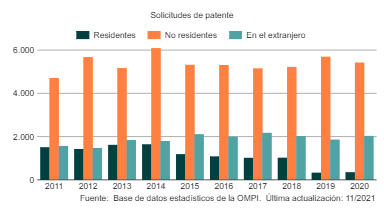 Solicitudes de patente
Residentes No residentes En el extranjero
6.000
4.000
2.000
0
2011 2012 2013 2014 2015 2016 2017 2018 2019 2020
Fuente: Base de datos estadísticos de la OMPI. Última actualización: 11/2021